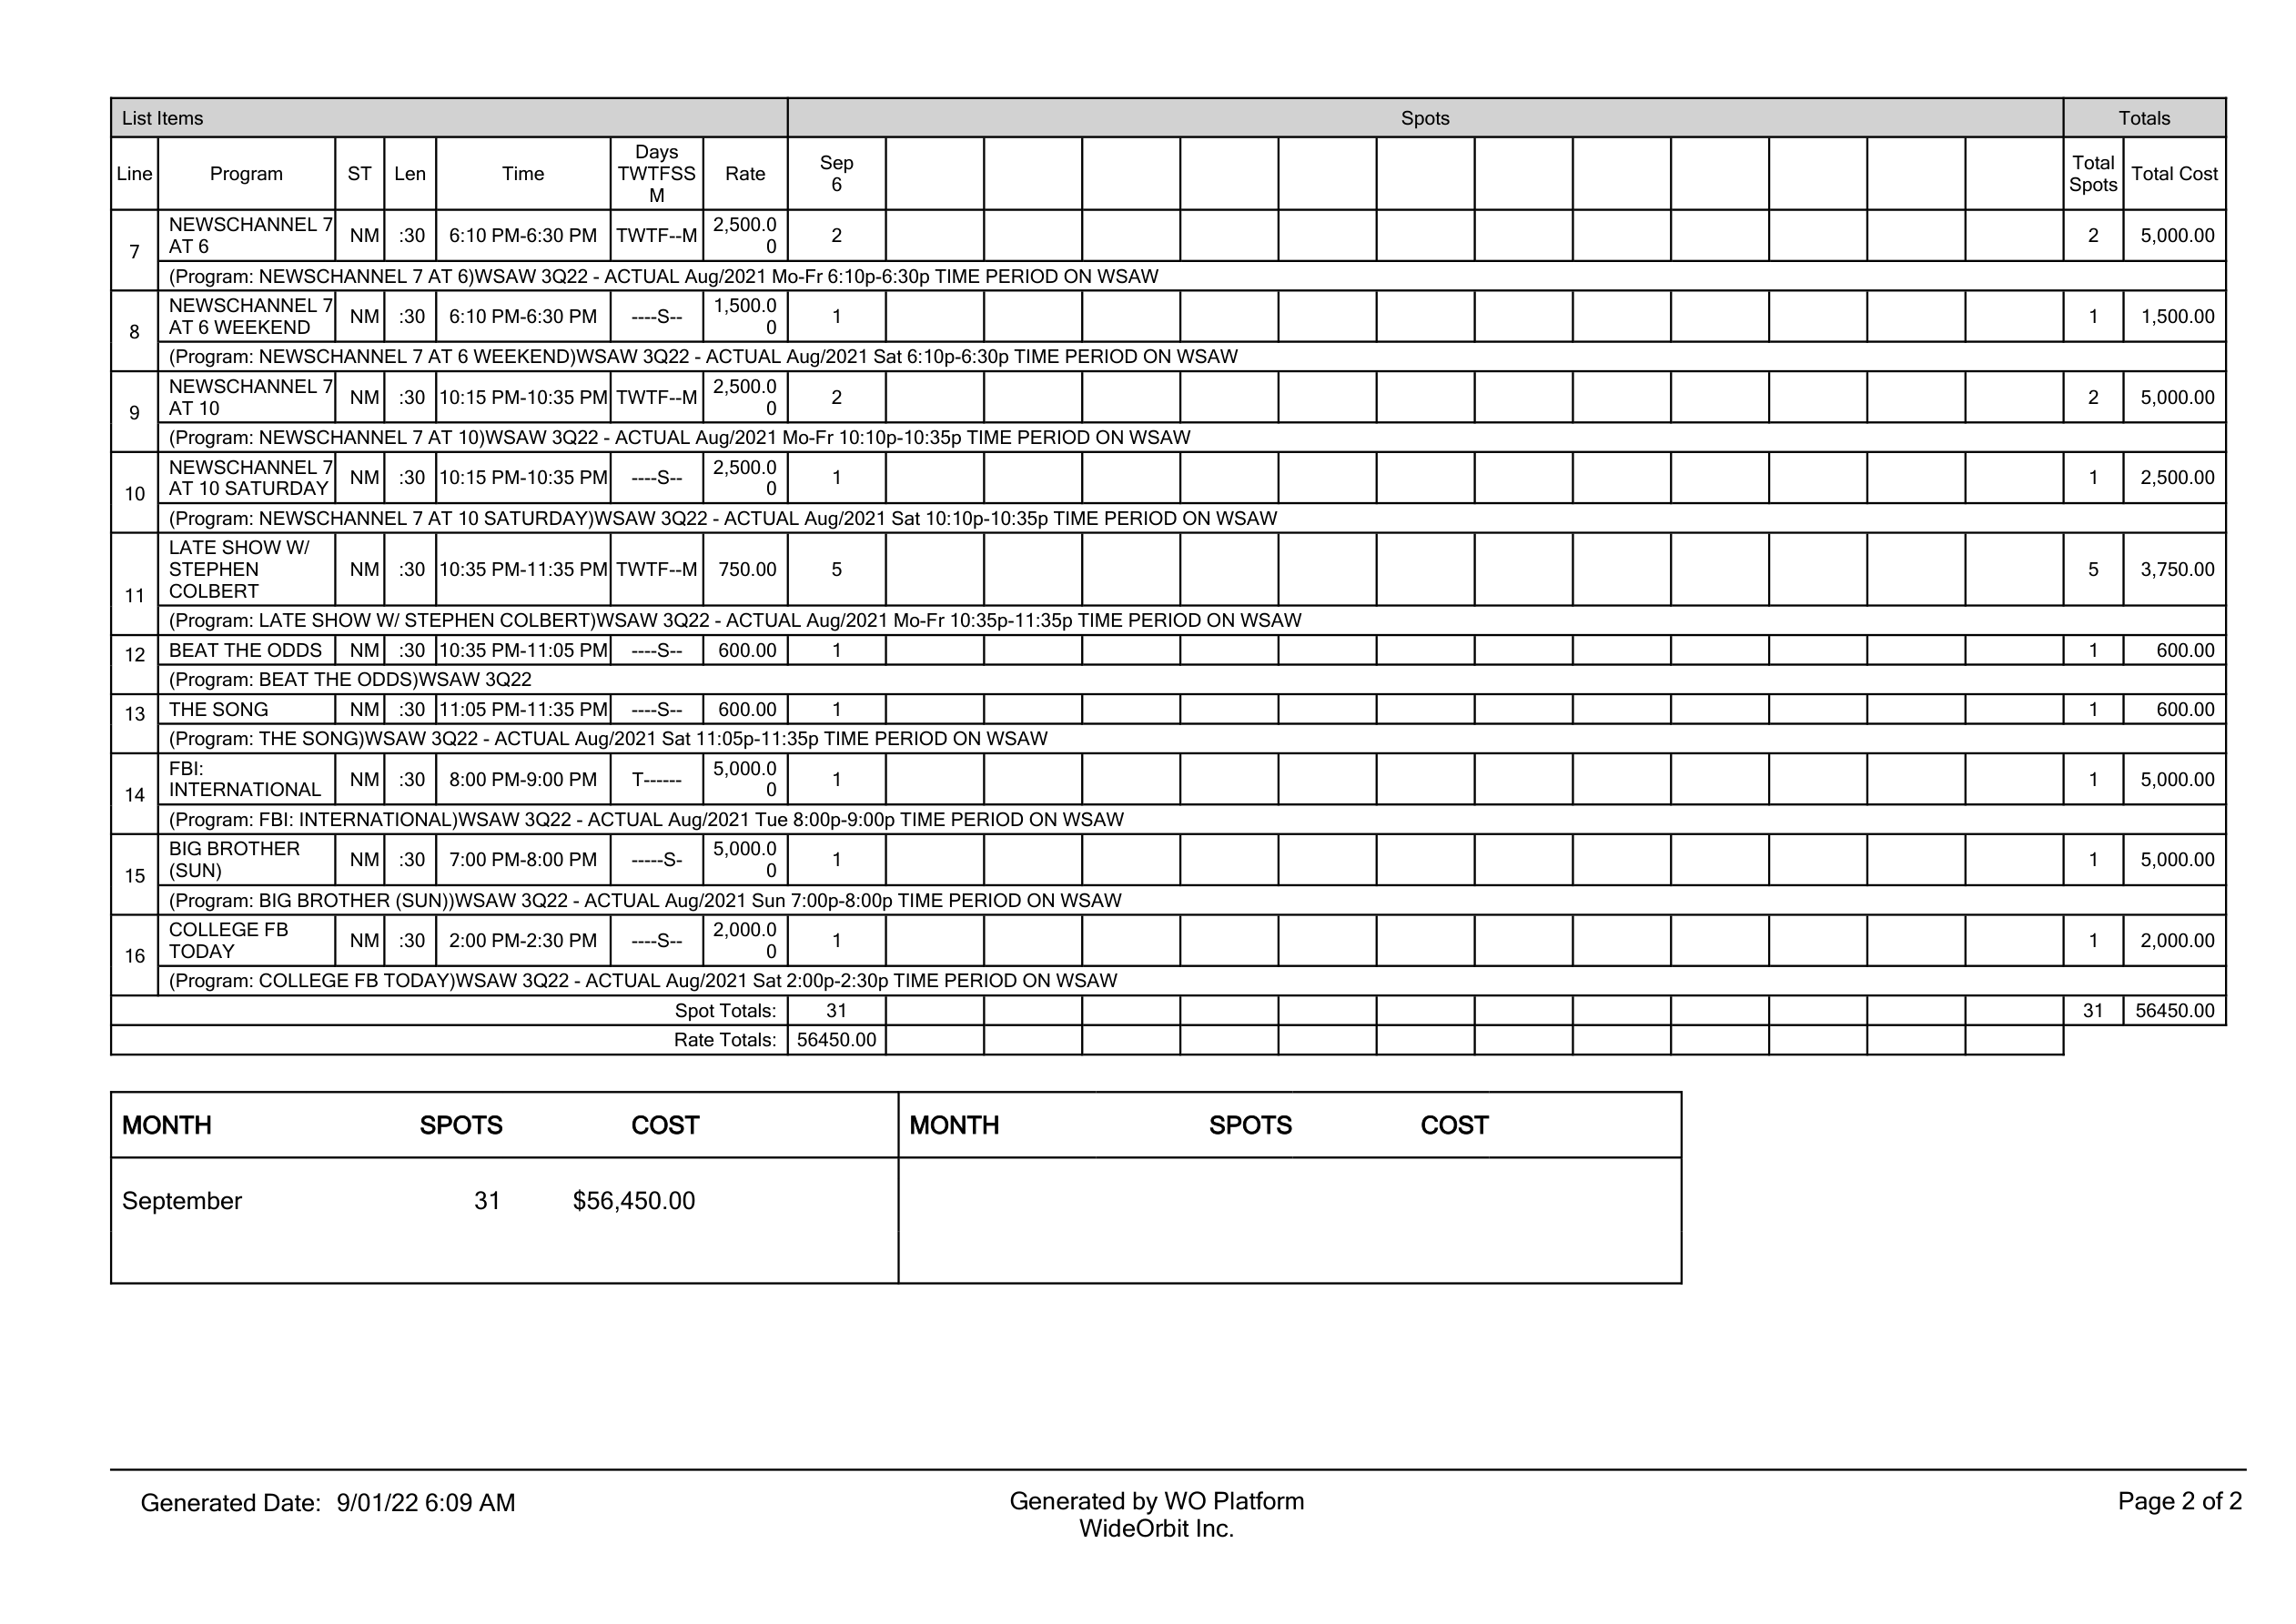 List Items Spots Totals
Line Program ST Len Time Days TWTFSS M Rate Sep 6 Total Spots Total Cost
7 NEWSCHANNEL 7 AT 6 NM :30 6:10 PM-6:30 PM TWTF--M 2,500.00 2 2 5,000.00
(Program: NEWSCHANNEL 7 AT 6)WSAW 3Q22 - ACTUAL Aug/2021 Mo-Fr 6:10p-6:30p TIME PERIOD ON WSAW
8 NEWSCHANNEL 7 AT 6 WEEKEND NM :30 6:10 PM-6:30 PM ----S-- 1,500.00 1 1 1,500.00
(Program: NEWSCHANNEL 7 AT 6 WEEKEND)WSAW 3Q22 - ACTUAL Aug/2021 Sat 6:10p-6:30p TIME PERIOD ON WSAW
9 NEWSCHANNEL 7 AT 10 NM :30 10:15 PM-10:35 PM TWTF--M 2,500.00 2 2 5,000.00
(Program: NEWSCHANNEL 7 AT 10)WSAW 3Q22 - ACTUAL Aug/2021 Mo-Fr 10:10p-10:35p TIME PERIOD ON WSAW
10 NEWSCHANNEL 7 AT 10 SATURDAY NM :30 10:15 PM-10:35 PM ----S-- 2,500.00 1 1 2,500.00
(Program: NEWSCHANNEL 7 AT 10 SATURDAY)WSAW 3Q22 - ACTUAL Aug/2021 Sat 10:10p-10:35p TIME PERIOD ON WSAW
11 LATE SHOW W/ STEPHEN COLBERT NM :30 10:35 PM-11:35 PM TWTF--M 750.00 5 5 3,750.00
(Program: LATE SHOW W/ STEPHEN COLBERT)WSAW 3Q22 - ACTUAL Aug/2021 Mo-Fr 10:35p-11:35p TIME PERIOD ON WSAW
12 BEAT THE ODDS NM :30 10:35 PM-11:05 PM ----S-- 600.00 1 1 600.00
(Program: BEAT THE ODDS)WSAW 3Q22
13 THE SONG NM :30 11:05 PM-11:35 PM ----S-- 600.00 1 1 600.00
(Program: THE SONG)WSAW 3Q22 - ACTUAL Aug/2021 Sat 11:05p-11:35p TIME PERIOD ON WSAW
14 FBI: INTERNATIONAL NM :30 8:00 PM-9:00 PM T------ 5,000.00 1 1 5,000.00
(Program: FBI: INTERNATIONAL)WSAW 3Q22 - ACTUAL Aug/2021 Tue 8:00p-9:00p TIME PERIOD ON WSAW
15 BIG BROTHER (SUN) NM :30 7:00 PM-8:00 PM -----S- 5,000.00 1 1 5,000.00
(Program: BIG BROTHER (SUN))WSAW 3Q22 - ACTUAL Aug/2021 Sun 7:00p-8:00p TIME PERIOD ON WSAW
16 COLLEGE FB TODAY NM :30 2:00 PM-2:30 PM ----S-- 2,000.00 1 1 2,000.00
(Program: COLLEGE FB TODAY)WSAW 3Q22 - ACTUAL Aug/2021 Sat 2:00p-2:30p TIME PERIOD ON WSAW
Spot Totals: 31 31 56450.00
Rate Totals: 56450.00
MONTH SPOTS COST MONTH SPOTS COST
September 31 $56,450.00
Generated Date: 9/01/22 6:09 AM Generated by WO Platform Page 2 of 2
WideOrbit Inc.